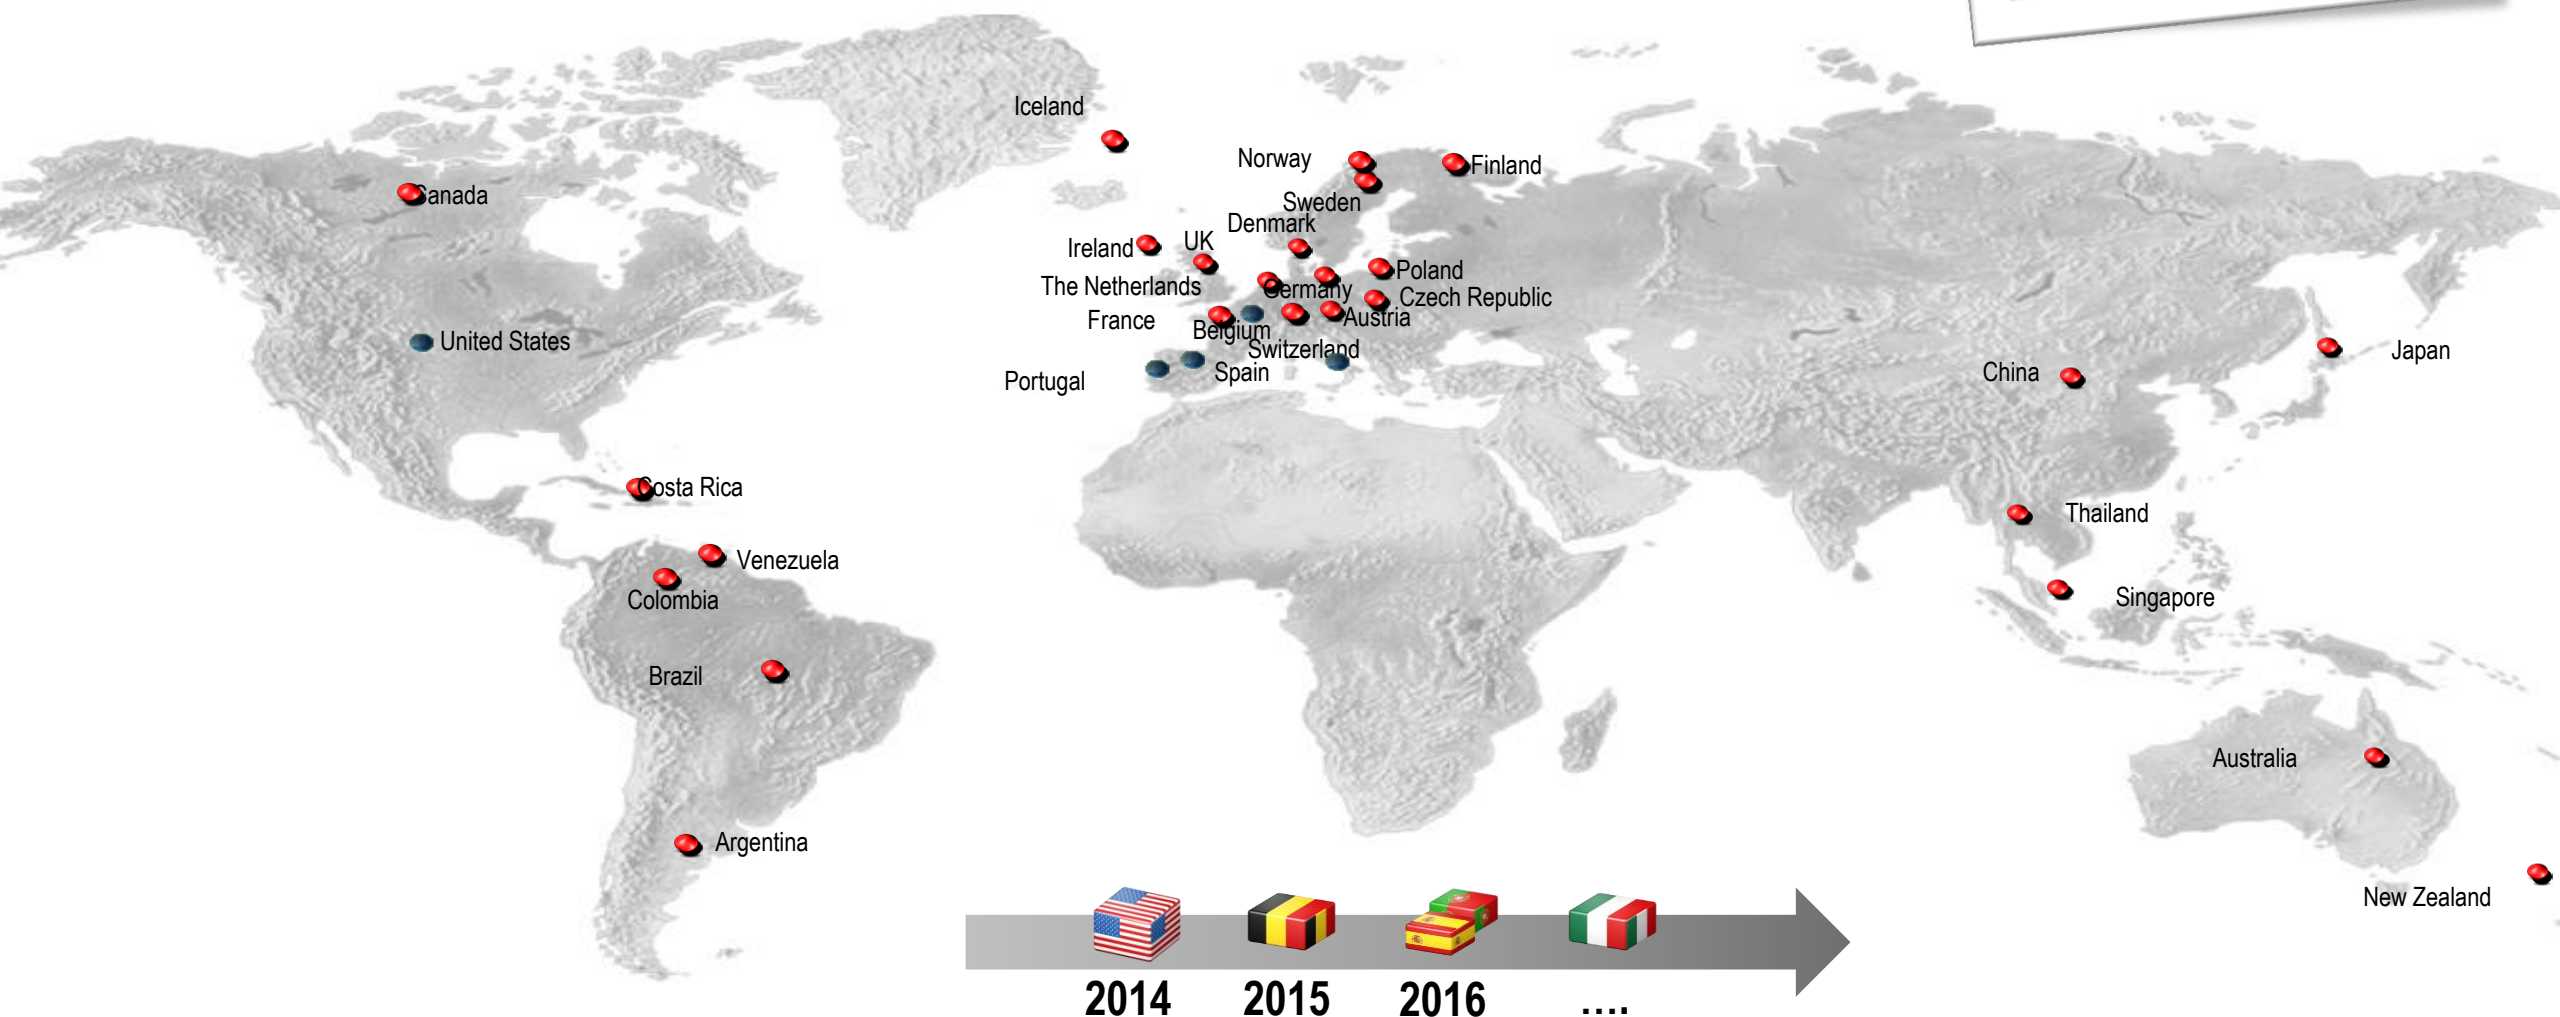 Iceland
Norway
Finland
Canada
Sweden
Denmark
UK
Ireland
Poland
The Netherlands
Germany
Czech Republic
France
Austria
Belgium
United States
Switzerland
Japan
Spain
China
Portugal
Costa Rica
Thailand
Venezuela
Singapore
Colombia
Brazil
Australia
Argentina
New Zealand
2014
2015
2016
....